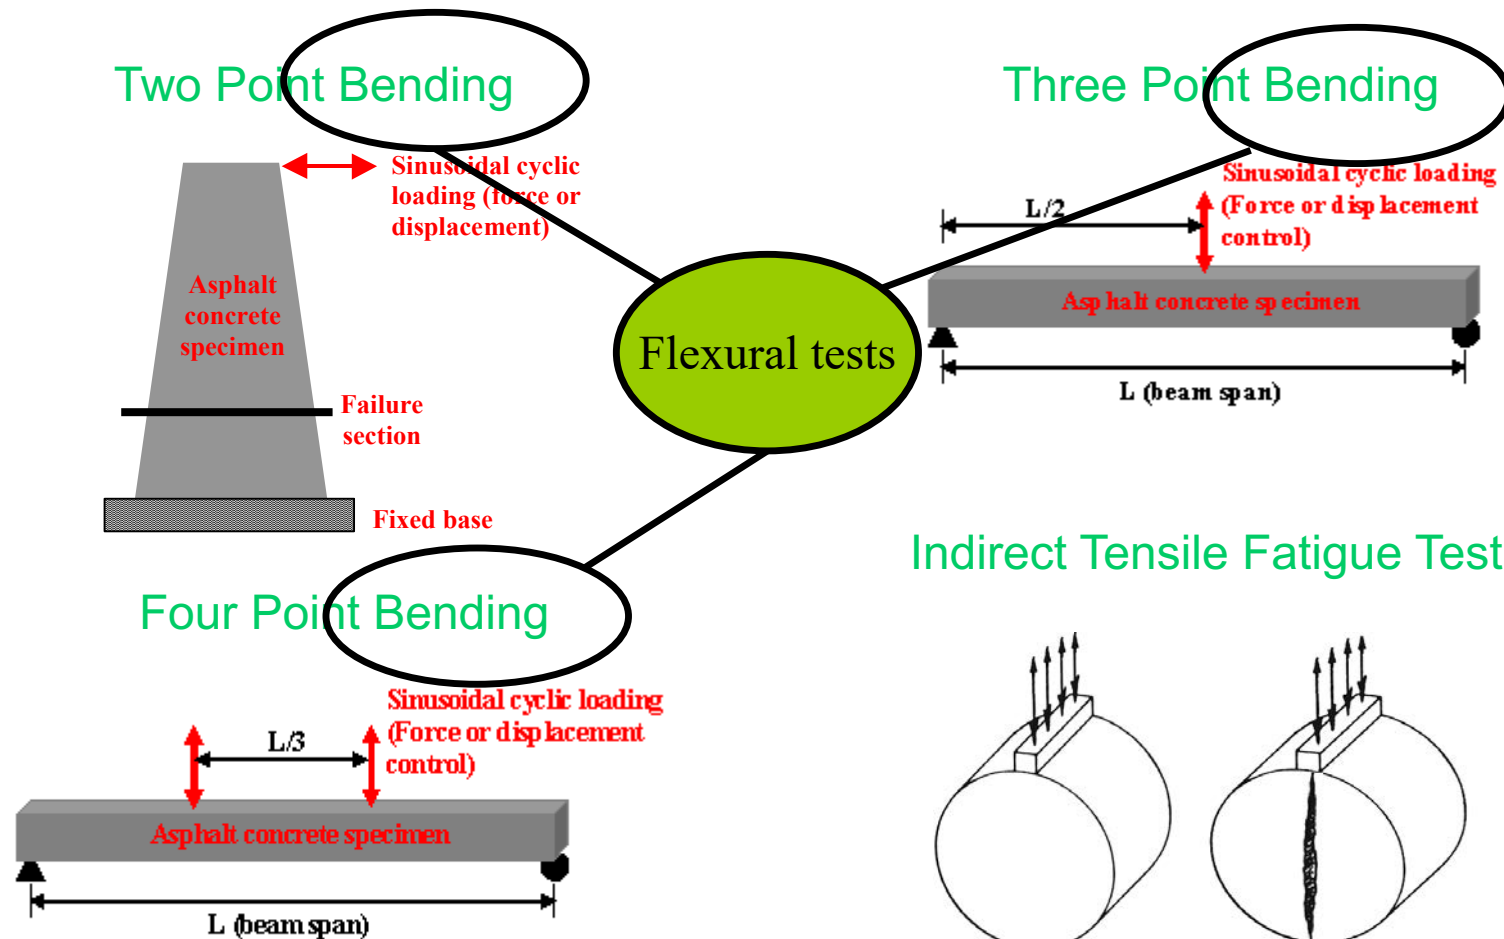 Two Point Bending
Sinusoidal cyclic
loading (force or
displacement)
Asphalt
concrete
specimen
Failure
section
Fixed base
Three Point Bending
Sinusoidal cyclic loading
(Force or displacement
control)
L/2
Asphalt concrete specimen
L (beam span)
Flexural tests
Four Point Bending
Sinusoidal cyclic loading
(Force or displacement
control)
L/3
Asphalt concrete specimen
L (beam span)
Indirect Tensile Fatigue Test